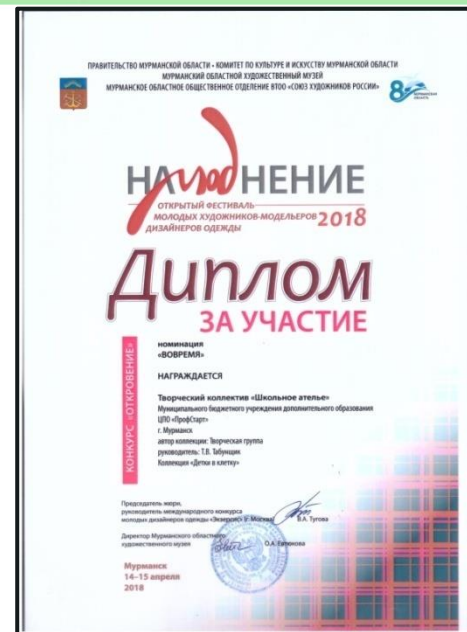 ПРАВИТЕЛЬСТВО МУРМАНСКОЙ ОБЛАСТИ • КОМИТЕТ ПО КУЛЬТУРЕ И ИСКУССТВУ МУРМАНСКОЙ ОБЛАСТИ
МУРМАНСКИЙ ОБЛАСТНОЙ ХУДОЖЕСТВЕННЫЙ МУЗЕЙ
МУРМАНСКОЕ ОБЛАСТНОЕ ОБЩЕСТВЕННОЕ ОТДЕЛЕНИЕ ВТОО «СОЮЗ ХУДОЖНИКОВ РОССИИ»
80 МУРМАНСКАЯ
ОБЛАСТЬ
НАмодНЕНИЕ
ОТКРЫТЫЙ ФЕСТИВАЛЬ
МОЛОДЫХ ХУДОЖНИКОВ-МОДЕЛЬЕРОВ 2018
ДИЗАЙНЕРОВ ОДЕЖДЫ
Диплом
ЗА УЧАСТИЕ
КОНКУРС «ОТКРОВЕНИЕ»
номинация
«ВОВРЕМЯ»
НАГРАЖДАЕТСЯ
Творческий коллектив «Школьное ателье»
Муниципального бюджетного учреждения дополнительного образования
ЦПО «ПрофСтарт»
г. Мурманск
автор коллекции: Творческая группа
руководитель: Т.В. Табунщик
Коллекция «Детки в клетку»
Председатель жюри,
руководитель международного конкурса
молодых дизайнеров одежды «Экзерсис» г. Москва
В.А. Тугова
Директор Мурманского областного
художественного музея
О.А.
Мурманск
14–15 апреля
2018